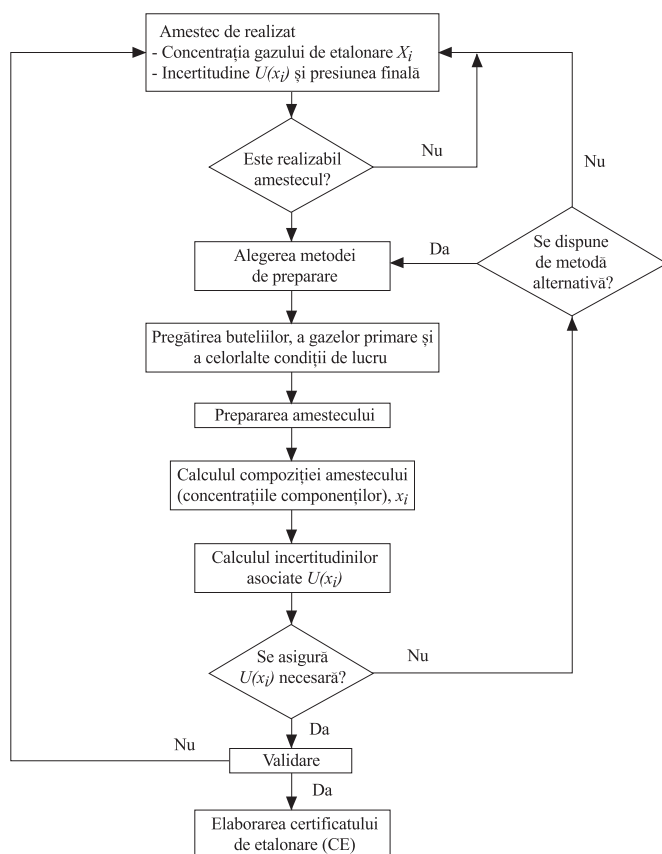 Amestec de realizat
- Concentrația gazului de etalonare Xi
- Incertitudine U(xi) și presiunea finală
Este realizabil
amestecul?
Nu
Nu
Alegerea metodei
de preparare
Da
Se dispune
de metodă
alternativă?
Pregătirea buteliilor, a gazelor primare și
a celorlalte condiții de lucru
Prepararea amestecului
Calculul compoziției amestecului
(concentrațiile componenților), xi
Calculul incertitudinilor
asociate U(xi)
Se asigură
U(xi) necesară?
Nu
Da
Nu
Validare
Da
Elaborarea certificatului
de etalonare (CE)